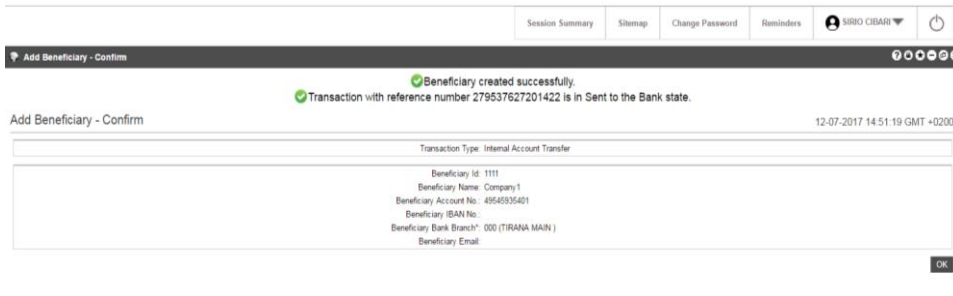 Session Summary Sitemap Change Password Reminders SIRIO CIBARI
Add Beneficiary - Confirm
Beneficiary created successfully.
Transaction with reference number 279537627201422 is in Sent to the Bank state.
Add Beneficiary - Confirm 12-07-2017 14:51:19 GMT +0200
Transaction Type: Internal Account Transfer
Beneficiary Id: 1111
Beneficiary Name: Company1
Beneficiary Account No.: 49545935401
Beneficiary IBAN No.:
Beneficiary Bank Branch*: 000 (TIRANA MAIN )
Beneficiary Email:
OK